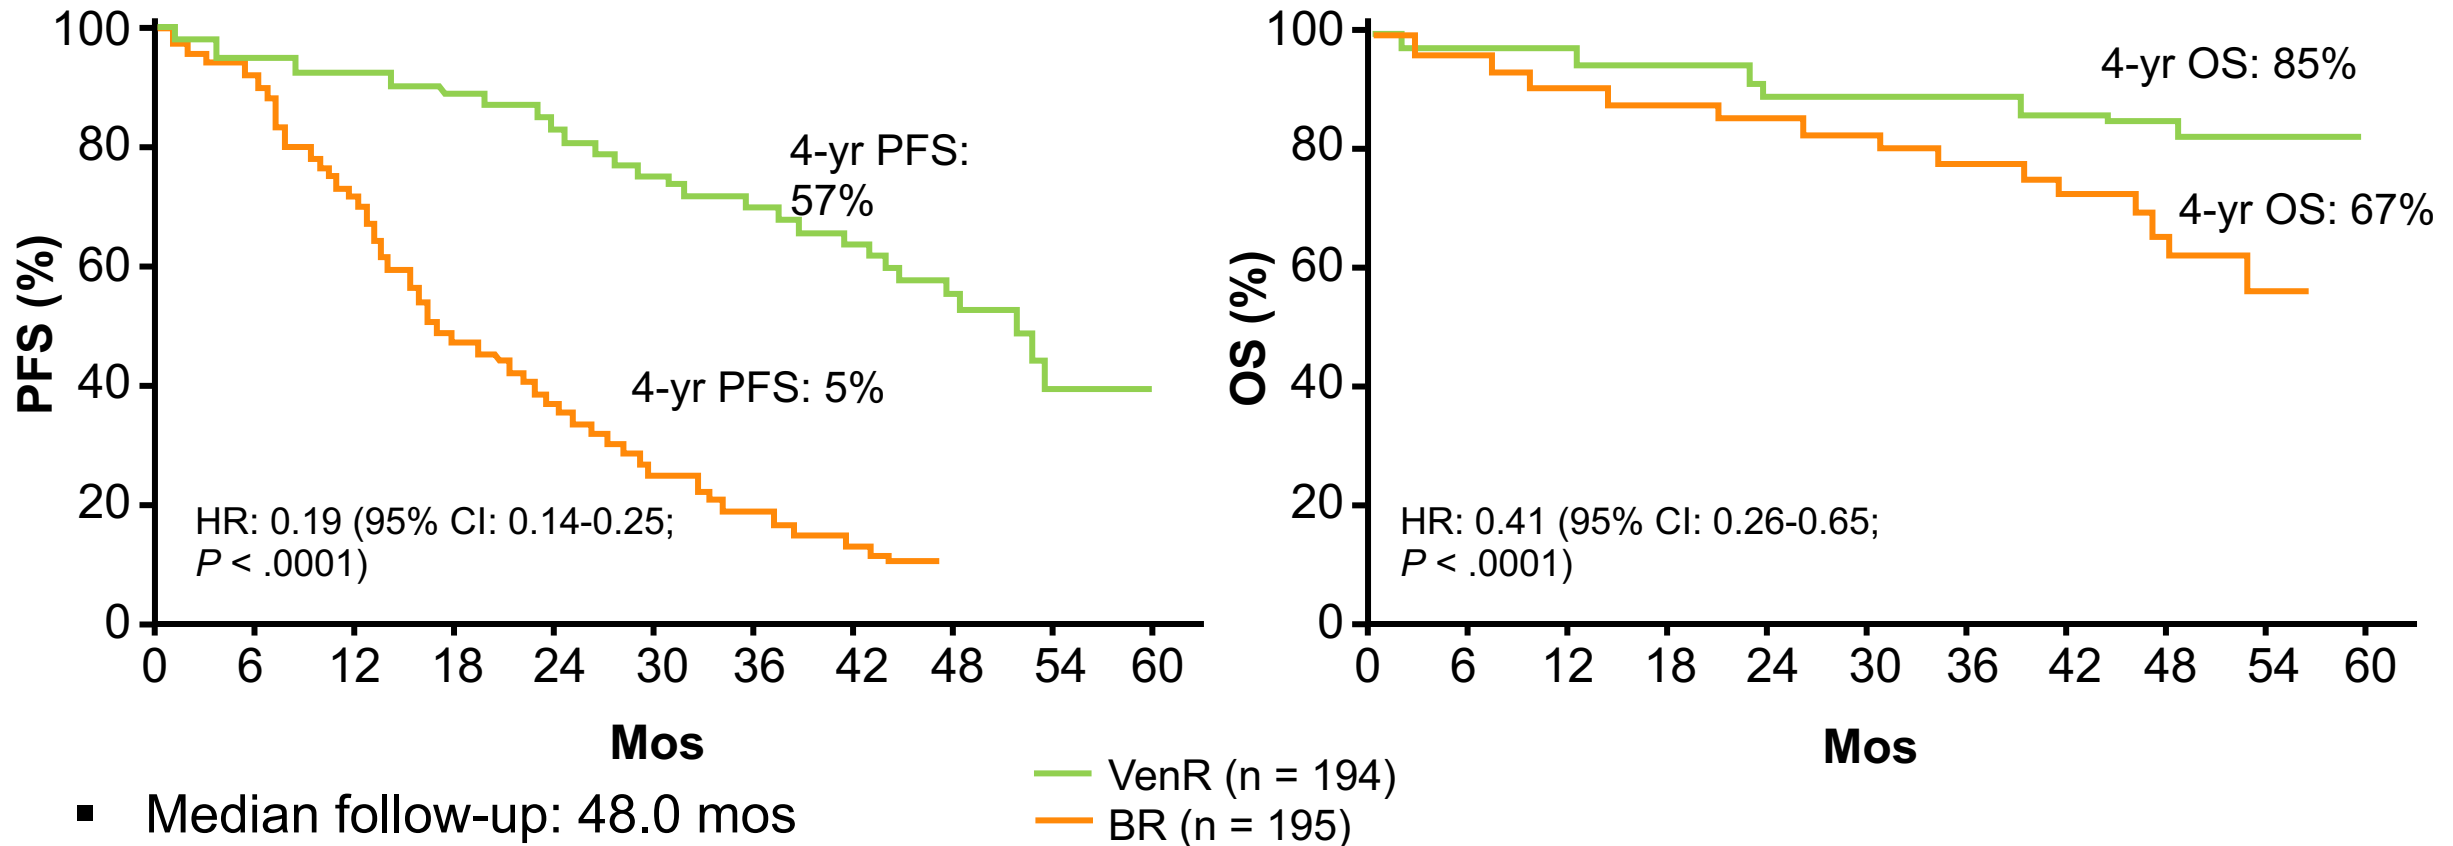 100
80
60
40
20
0
PFS (%)
4-yr PFS:
57%
4-yr PFS: 5%
HR: 0.19 (95% CI: 0.14-0.25;
P < .0001)
0 6 12 18 24 30 36 42 48 54 60
Mos
100
80
60
40
20
0
OS (%)
4-yr OS: 85%
4-yr OS: 67%
HR: 0.41 (95% CI: 0.26-0.65;
P < .0001)
0 6 12 18 24 30 36 42 48 54 60
Mos
VenR (n = 194)
BR (n = 195)
▪ Median follow-up: 48.0 mos